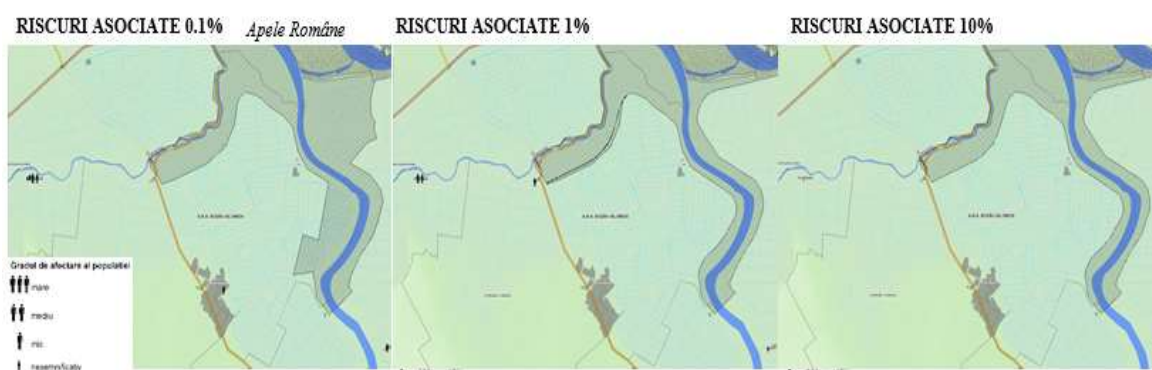 RISCURI ASOCIATE 0.1%
Apele Române
RISCURI ASOCIATE 1%
RISCURI ASOCIATE 10%
Gradul de afectare al populatiei
mare
mediu
mic
nesemnificativ